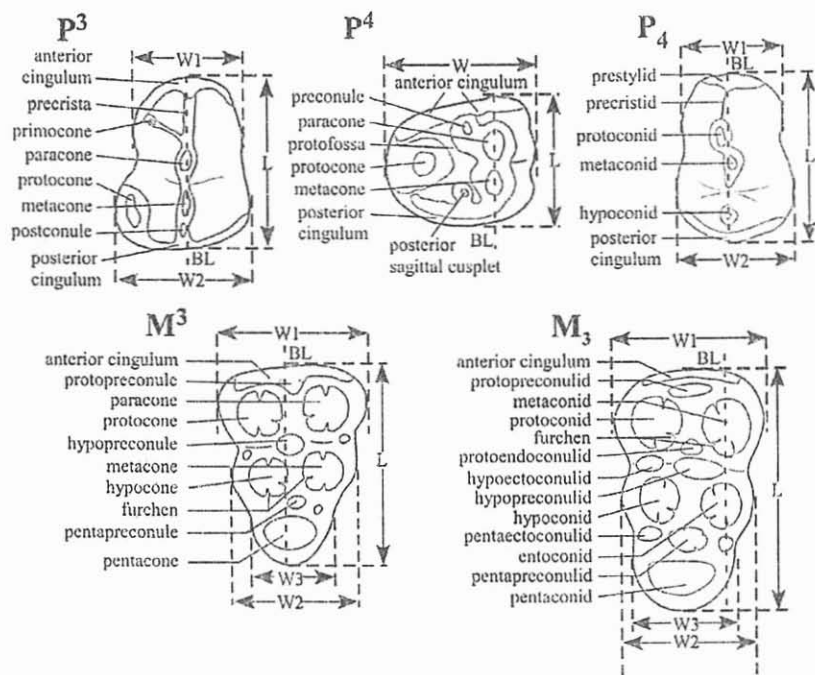 P³
W1
anterior
cingulum
precrista
primocone
paracone
protocone
metacone
postconule
posterior
cingulum
BL
W2
L
P⁴
W
anterior cingulum
preconule
paracone
protofossa
protocone
metacone
posterior
cingulum
BL
posterior
sagittal cusplet
L
P₄
W1
BL
prestylid
precristid
protoconid
metaconid
hypoconid
posterior
cingulum
W2
L
M³
W1
BL
anterior cingulum
protopreconule
paracone
protocone
hypopreconule
metacone
hypocone
furchen
pentapreconule
pentacone
W3
W2
L
M₃
W1
BL
anterior cingulum
protopreconulid
metaconid
protoconid
furchen
protoendoconulid
hypoectoconulid
hypopreconulid
hypoconid
pentaectoconulid
entoconid
pentapreconulid
pentaconid
W3
W2
L